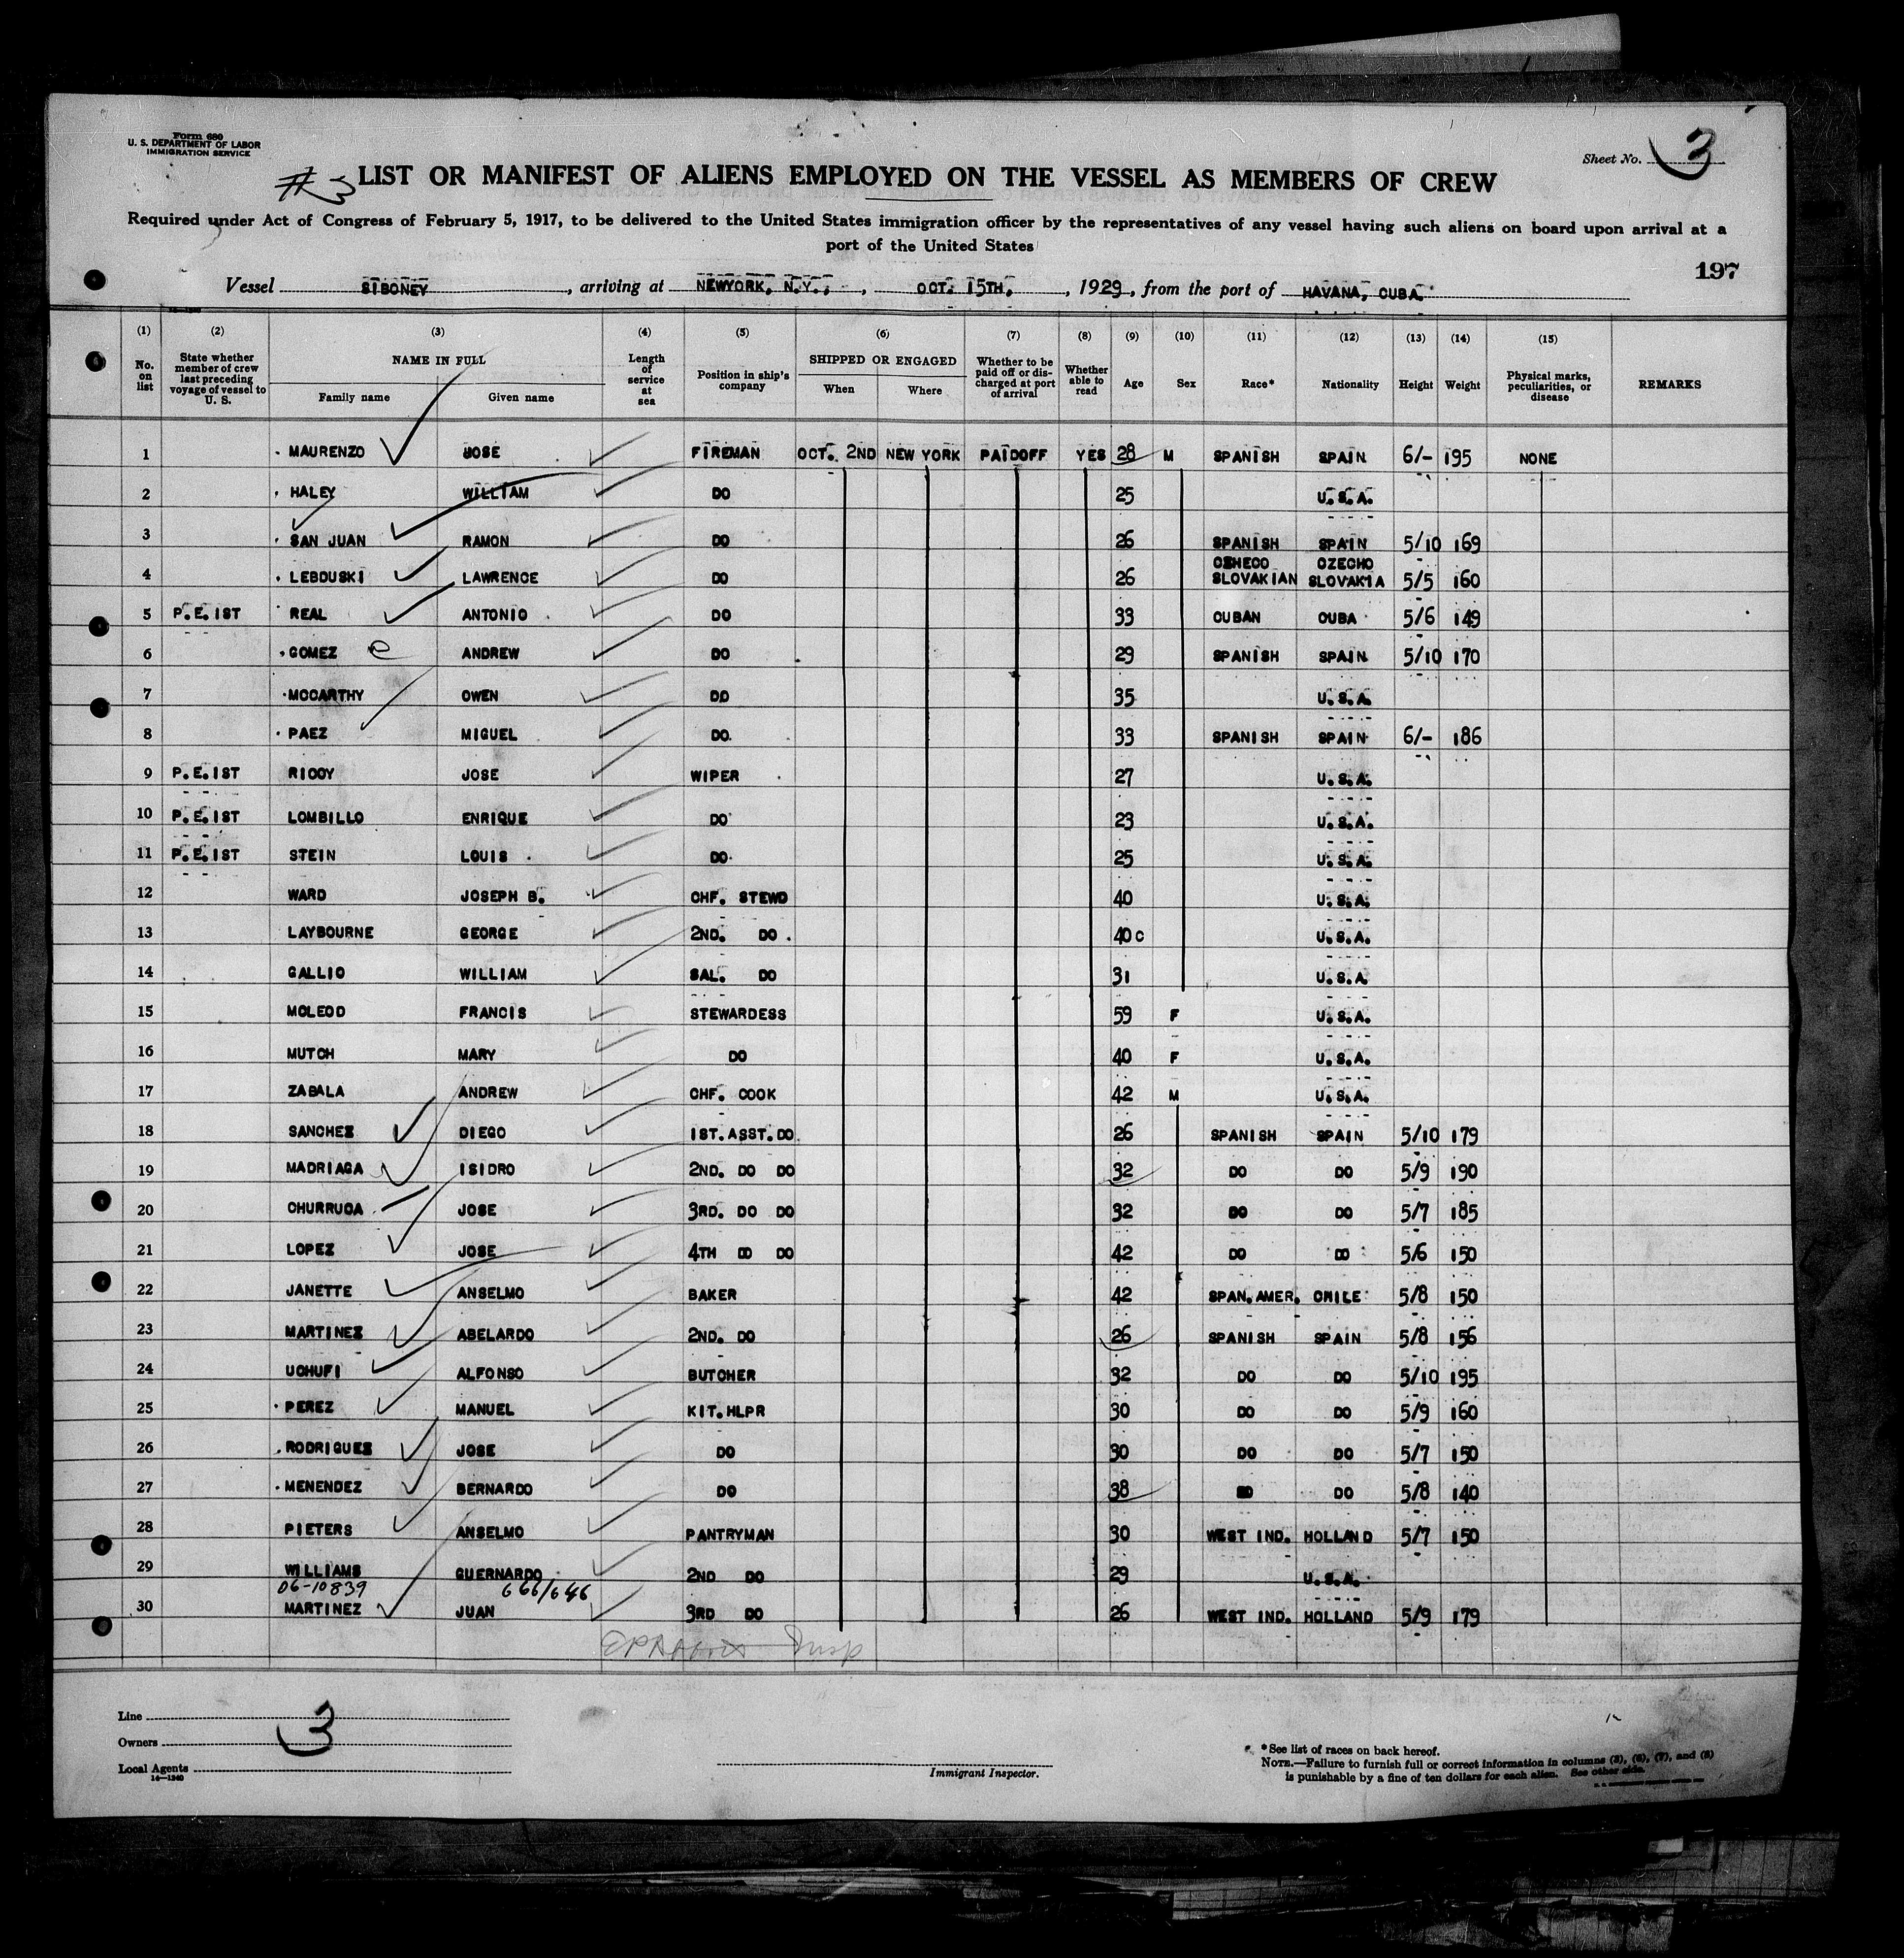 Form 680
U. S. DEPARTMENT OF LABOR
IMMIGRATION SERVICE
Sheet No. 3
#3
LIST OR MANIFEST OF ALIENS EMPLOYED ON THE VESSEL AS MEMBERS OF CREW
Required under Act of Congress of February 5, 1917, to be delivered to the United States immigration officer by the representatives of any vessel having such aliens on board upon arrival at a
port of the United States
197
Vessel SIBONEY, arriving at NEWYORK, N.Y., OCT. 15TH, 1929, from the port of HAVANA, CUBA.
(1) (2) (3) (4) (5) (6) (7) (8) (9) (10) (11) (12) (13) (14) (15)
No. on list State whether member of crew last preceding voyage of vessel to U. S. NAME IN FULL Family name Given name Length of service at sea Position in ship's company SHIPPED OR ENGAGED When Where Whether to be paid off or discharged at port of arrival Whether able to read Age Sex Race* Nationality Height Weight Physical marks, peculiarities, or disease REMARKS
1 MAURENZO JOSE FIREMAN OCT. 2ND NEW YORK PAIDOFF YES 28 M SPANISH SPAIN 6/- 195 NONE
2 HALEY WILLIAM DO 25 U.S.A.
3 SAN JUAN RAMON DO 26 SPANISH SPAIN 5/10 169
4 LEBDUSKI LAWRENCE DO 26 CZHECO SLOVAKIAN CZECHO SLOVAKIA 5/5 160
5 P.E.IST REAL ANTONIO DO 33 CUBAN CUBA 5/6 149
6 GOMEZ ANDREW DO 29 SPANISH SPAIN 5/10 170
7 MCCARTHY OWEN DO 35 U.S.A.
8 PAEZ MIGUEL DO. 33 SPANISH SPAIN 6/- 186
9 P.E.IST RICOY JOSE WIPER 27 U.S.A.
10 P.E.IST LOMBILLO ENRIQUE DO 23 U.S.A.
11 P.E.IST STEIN LOUIS DO. 25 U.S.A.
12 WARD JOSEPH B. CHF. STEWD 40 U.S.A.
13 LAYBOURNE GEORGE 2ND. DO. 40 C U.S.A.
14 GALLIO WILLIAM SAL. DO 31 U.S.A.
15 MCLEOD FRANCIS STEWARDESS 59 F U.S.A.
16 MUTCH MARY DO 40 F U.S.A.
17 ZABALA ANDREW CHF. COOK 42 M U.S.A.
18 SANCHEZ DIEGO 1ST. ASST. DO. 26 SPANISH SPAIN 5/10 179
19 MADRIAGA ISIDRO 2ND. DO DO 32 DO DO 5/9 190
20 CHURRUCA JOSE 3RD. DO DO 32 DO DO 5/7 185
21 LOPEZ JOSE 4TH DO DO 42 DO DO 5/6 150
22 JANETTE ANSELMO BAKER 42 SPAN. AMER. CHILE 5/8 150
23 MARTINEZ ABELARDO 2ND. DO 26 SPANISH SPAIN 5/8 156
24 UCHUFI ALFONSO BUTCHER 32 DO DO 5/10 195
25 PEREZ MANUEL KIT. HLPR 30 DO DO 5/9 160
26 RODRIGUEZ JOSE DO 30 DO DO 5/7 150
27 MENENDEZ BERNARDO DO 38 DO DO 5/8 140
28 PIETERS ANSELMO PANTRYMAN 30 WEST IND. HOLLAND 5/7 150
29 WILLIAMS GUERNARDO 2ND DO 29 U.S.A.
06-10839 666/646
30 MARTINEZ JUAN 3RD DO 26 WEST IND. HOLLAND 5/9 179
Insp
Line
Owners
3
Local Agents
14—1240
Immigrant Inspector.
*See list of races on back hereof.
NOTE.—Failure to furnish full or correct information in columns (2), (6), (7), and (8)
is punishable by a fine of ten dollars for each alien. See other side.